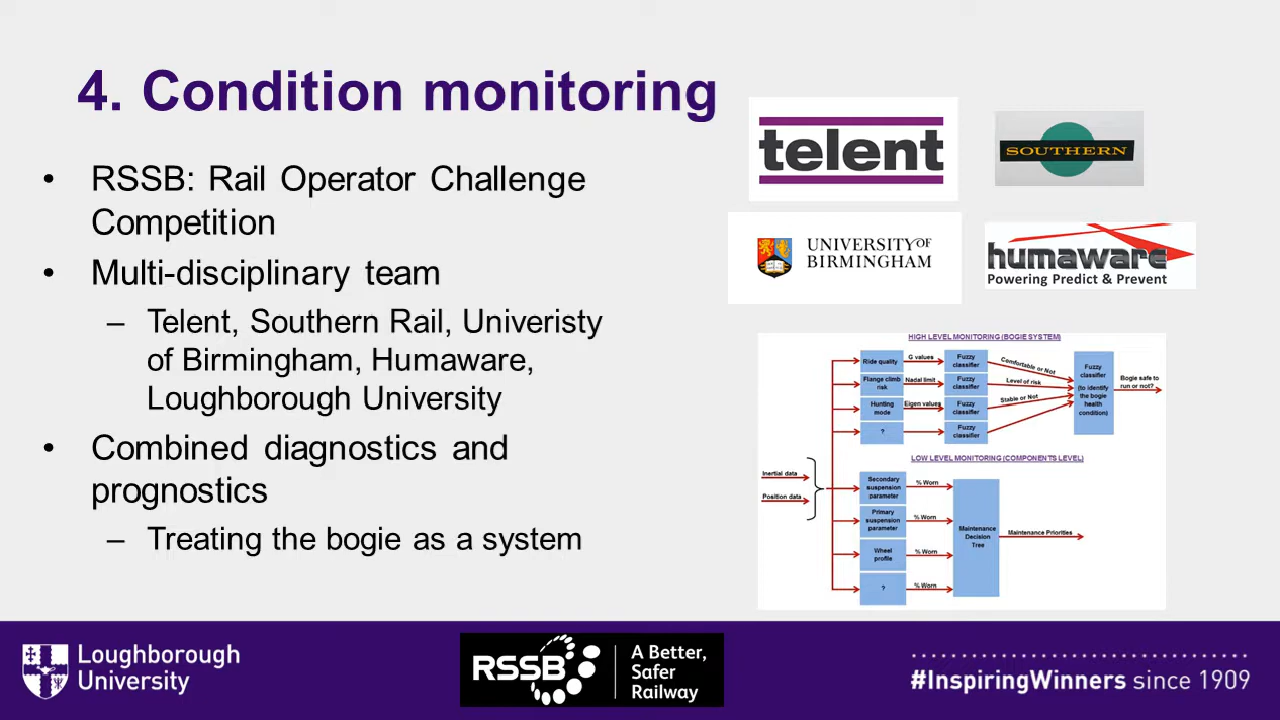 4. Condition monitoring
• RSSB: Rail Operator Challenge
Competition
• Multi-disciplinary team
– Telent, Southern Rail, Univeristy
of Birmingham, Humaware,
Loughborough University
• Combined diagnostics and
prognostics
– Treating the bogie as a system
telent
SOUTHERN
UNIVERSITY OF
BIRMINGHAM
humaware
Powering Predict & Prevent
HIGH LEVEL MONITORING (BOGIE SYSTEM)
Ride quality
G values
Fuzzy
classifier
Comfortable or Not
Flange climb
risk
Nadal limit
Fuzzy
classifier
Level of risk
Hunting
mode
Eigen values
Fuzzy
classifier
Stable or Not
?
Fuzzy
classifier
Fuzzy
classifier
(to identify
the bogie
health
condition)
Bogie safe to
run or not?
LOW LEVEL MONITORING (COMPONENTS LEVEL)
Inertial data
Position data
Secondary
suspension
parameter
% Worn
Primary
suspension
parameter
% Worn
Wheel
profile
% Worn
?
% Worn
Maintenance
Decision
Tree
Maintenance Priorities
Loughborough
University
RSSB
A Better,
Safer
Railway
#InspiringWinners since 1909